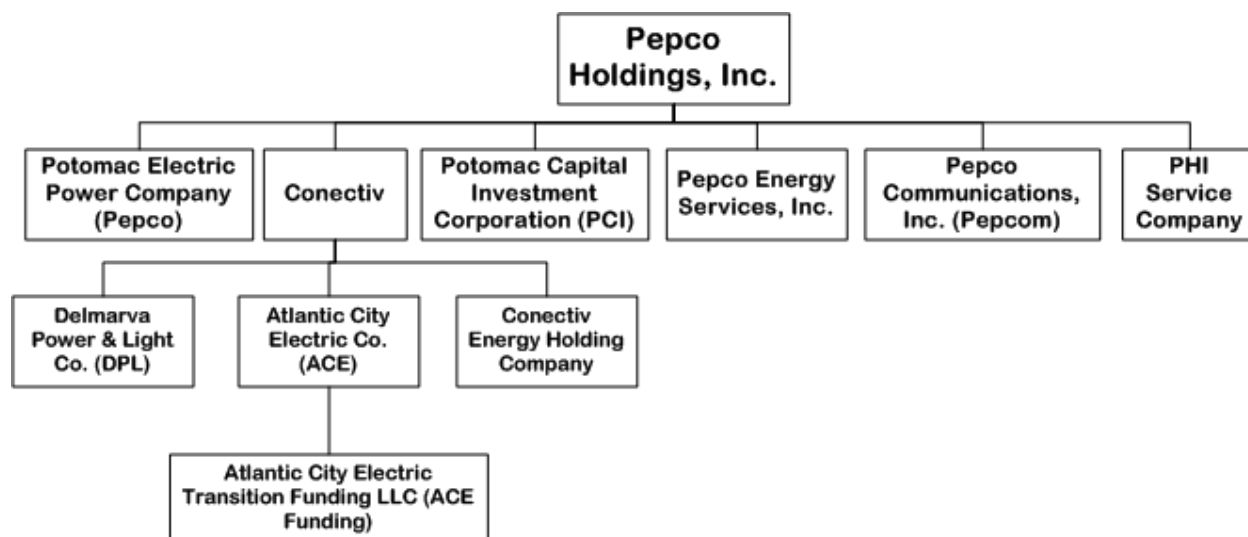 Pepco
Holdings, Inc.
Potomac Electric
Power Company
(Pepco)
Conectiv
Potomac Capital
Investment
Corporation (PCI)
Pepco Energy
Services, Inc.
Pepco
Communications,
Inc. (Pepcom)
PHI
Service
Company
Delmarva
Power & Light
Co. (DPL)
Atlantic City
Electric Co.
(ACE)
Conectiv
Energy Holding
Company
Atlantic City Electric
Transition Funding LLC (ACE
Funding)